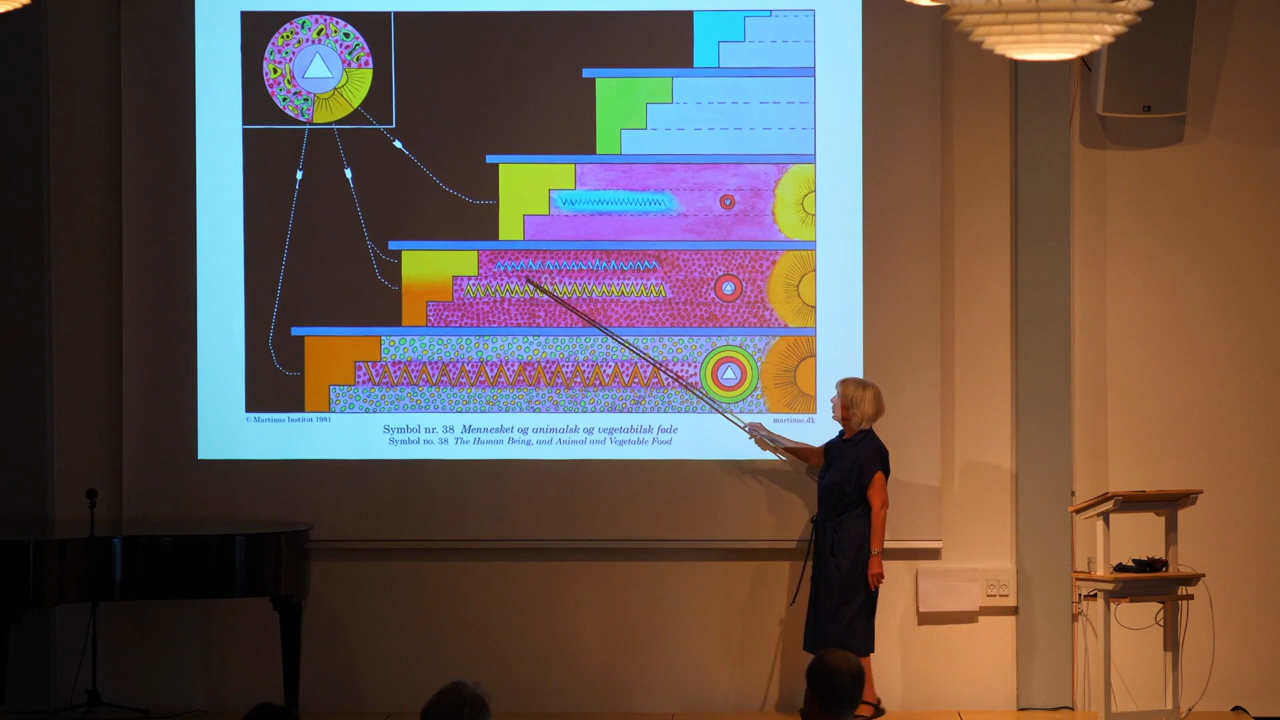 © Martinus Institut 1981
martinus.dk
Symbol nr. 38 Mennesket og animalsk og vegetabilsk føde
Symbol no. 38 The Human Being, and Animal and Vegetable Food